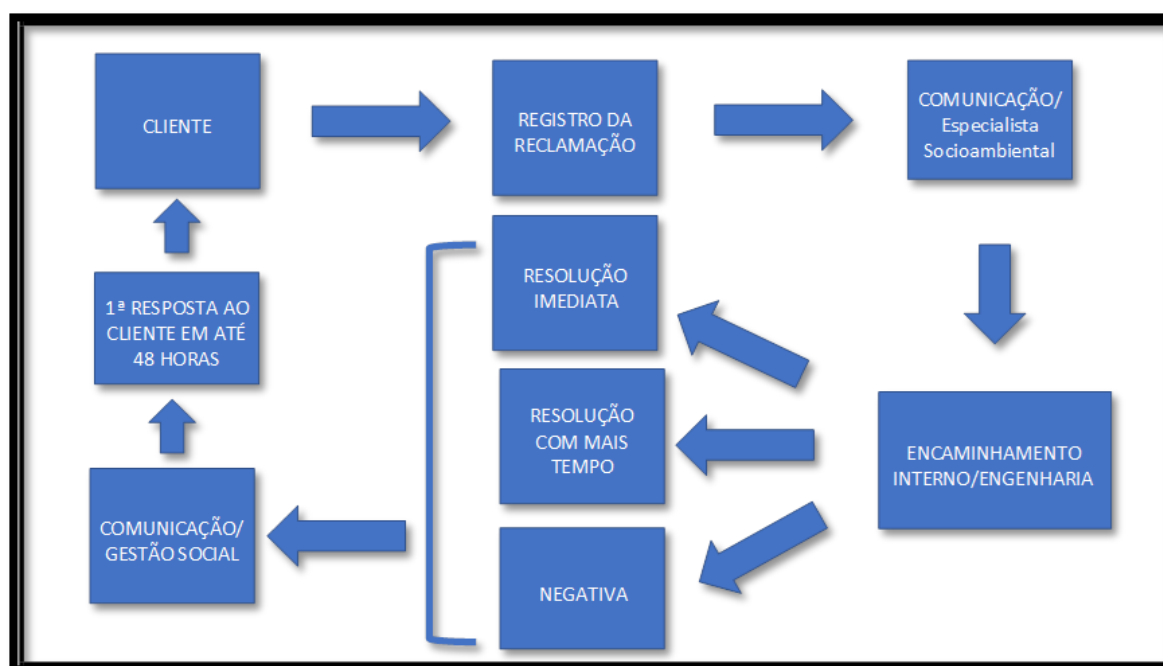 CLIENTE
REGISTRO DA
RECLAMAÇÃO
COMUNICAÇÃO/
Especialista
Socioambiental
ENCAMINHAMENTO
INTERNO/ENGENHARIA
RESOLUÇÃO
IMEDIATA
RESOLUÇÃO
COM MAIS
TEMPO
NEGATIVA
COMUNICAÇÃO/
GESTÃO SOCIAL
1ª RESPOSTA AO
CLIENTE EM ATÉ
48 HORAS